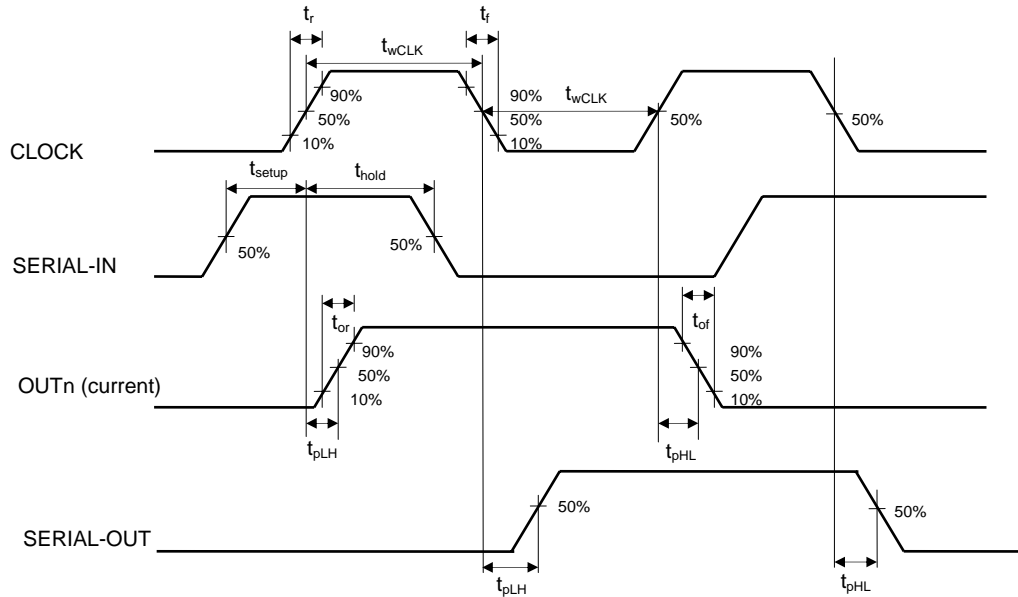 tr
tf
twCLK
90%
50%
10%
90%
50%
10%
twCLK
50%
50%
CLOCK
tsetup
thold
50%
50%
SERIAL-IN
tor
tof
90%
50%
10%
90%
50%
10%
OUTn (current)
tpLH
tpHL
50%
50%
SERIAL-OUT
tpLH
tpHL